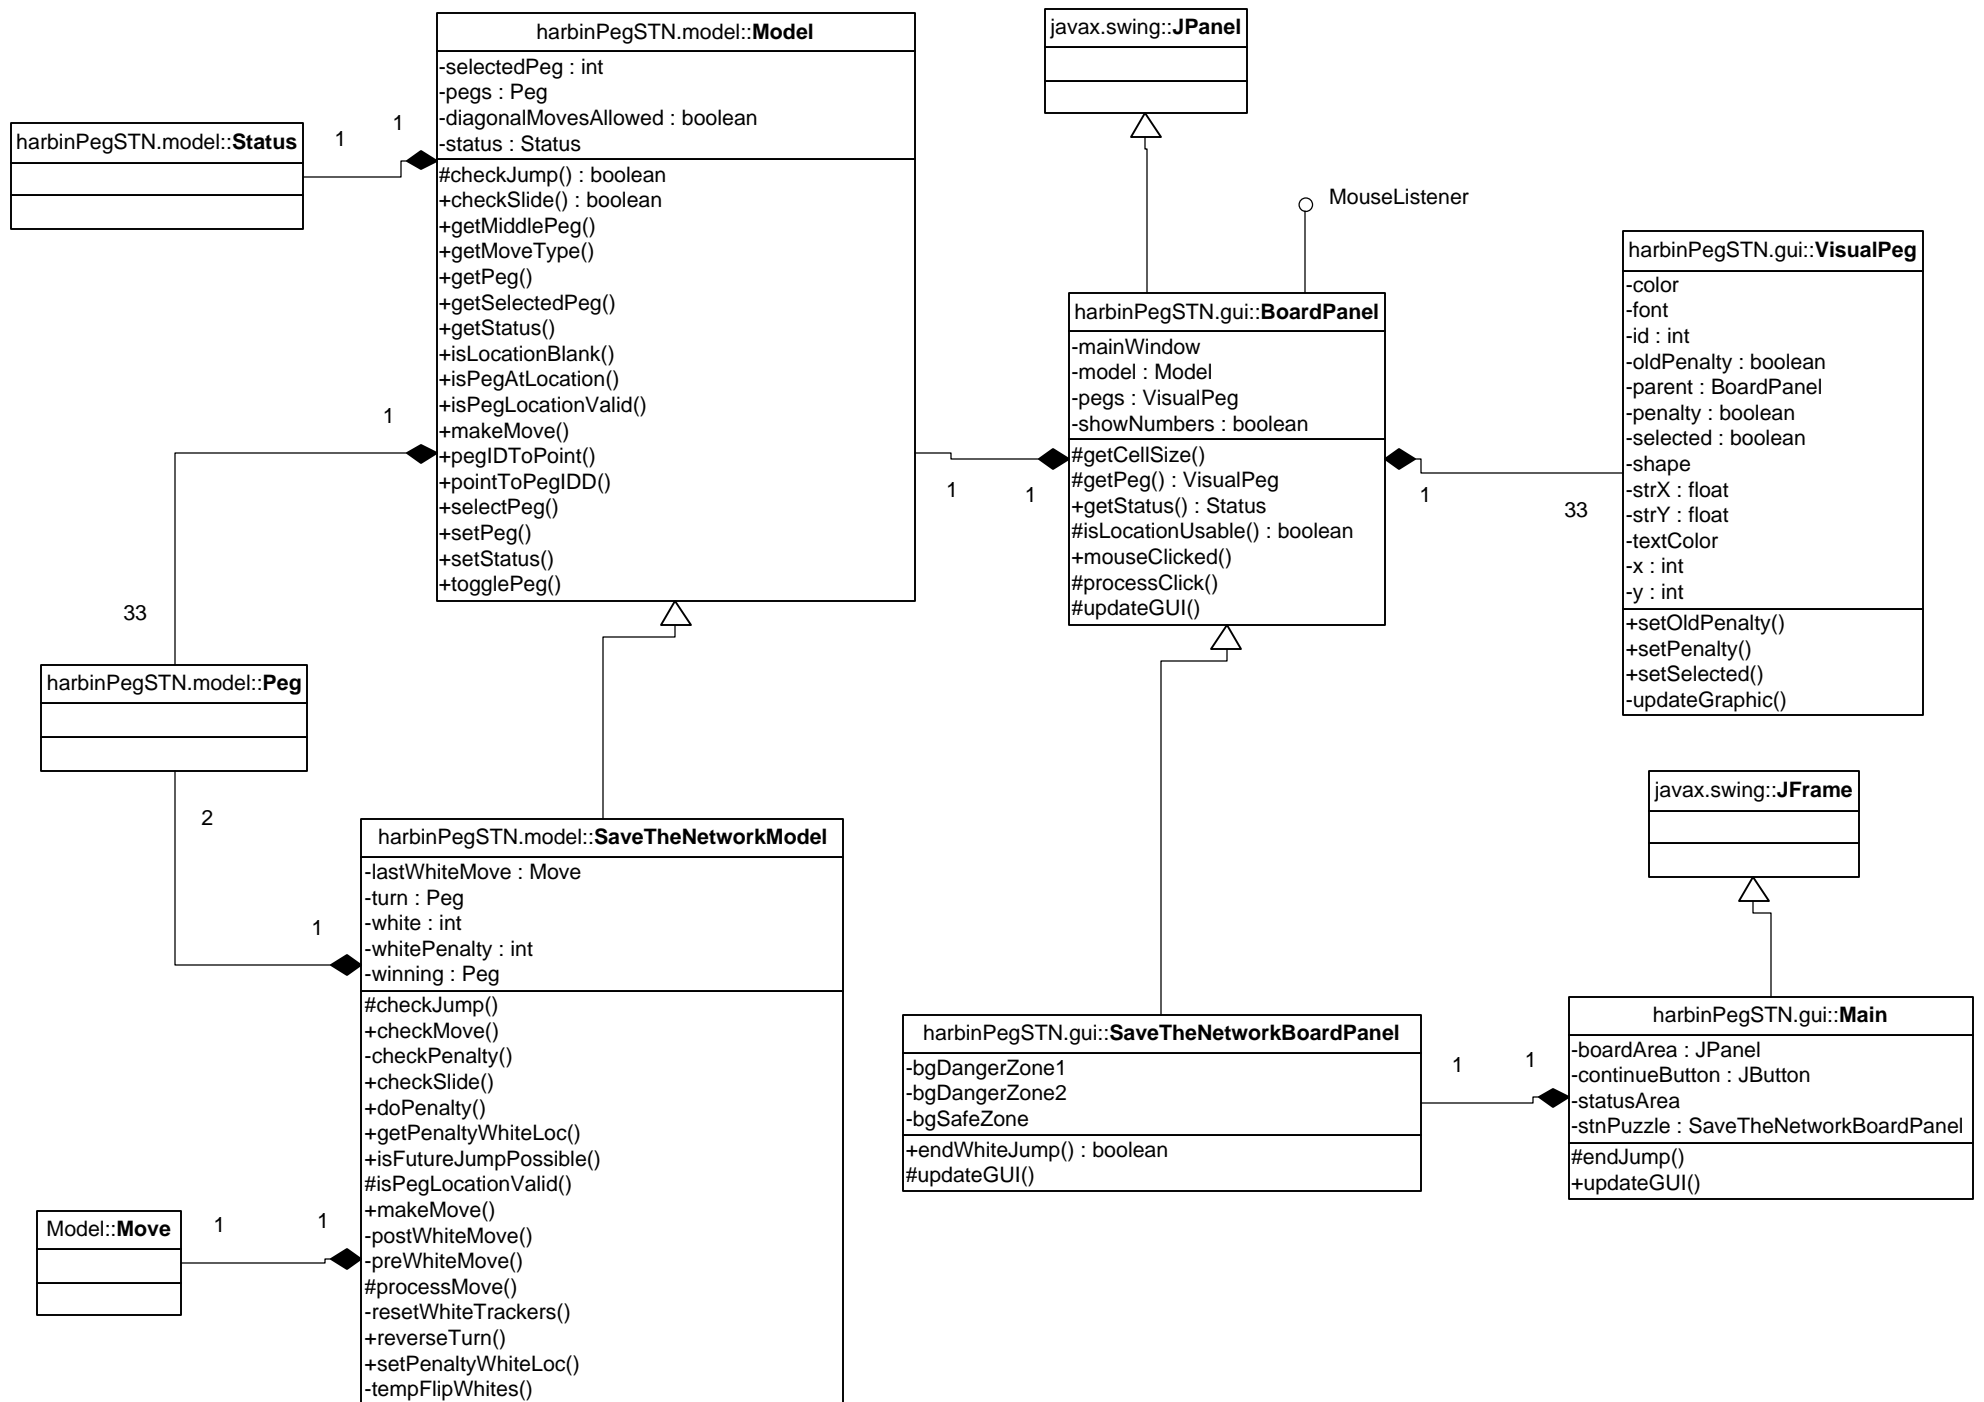 harbinPegSTN.model::Model
-selectedPeg : int
-pegs : Peg
-diagonalMovesAllowed : boolean
-status : Status
#checkJump() : boolean
+checkSlide() : boolean
+getMiddlePeg()
+getMoveType()
+getPeg()
+getSelectedPeg()
+getStatus()
+isLocationBlank()
+isPegAtLocation()
+isPegLocationValid()
+makeMove()
+pegIDToPoint()
+pointToPegIDD()
+selectPeg()
+setPeg()
+setStatus()
+togglePeg()
harbinPegSTN.model::Status
1
1
1
33
harbinPegSTN.model::Peg
2
1
harbinPegSTN.model::SaveTheNetworkModel
-lastWhiteMove : Move
-turn : Peg
-white : int
-whitePenalty : int
-winning : Peg
#checkJump()
+checkMove()
-checkPenalty()
+checkSlide()
+doPenalty()
+getPenaltyWhiteLoc()
+isFutureJumpPossible()
#isPegLocationValid()
+makeMove()
-postWhiteMove()
-preWhiteMove()
#processMove()
-resetWhiteTrackers()
+reverseTurn()
+setPenaltyWhiteLoc()
-tempFlipWhites()
Model::Move
1
1
javax.swing::JPanel
MouseListener
harbinPegSTN.gui::BoardPanel
-mainWindow
-model : Model
-pegs : VisualPeg
-showNumbers : boolean
#getCellSize()
#getPeg() : VisualPeg
+getStatus() : Status
#isLocationUsable() : boolean
+mouseClicked()
#processClick()
#updateGUI()
1
1
1
33
harbinPegSTN.gui::VisualPeg
-color
-font
-id : int
-oldPenalty : boolean
-parent : BoardPanel
-penalty : boolean
-selected : boolean
-shape
-strX : float
-strY : float
-textColor
-x : int
-y : int
+setOldPenalty()
+setPenalty()
+setSelected()
-updateGraphic()
javax.swing::JFrame
harbinPegSTN.gui::SaveTheNetworkBoardPanel
-bgDangerZone1
-bgDangerZone2
-bgSafeZone
+endWhiteJump() : boolean
#updateGUI()
1
1
harbinPegSTN.gui::Main
-boardArea : JPanel
-continueButton : JButton
-statusArea
-stnPuzzle : SaveTheNetworkBoardPanel
#endJump()
+updateGUI()